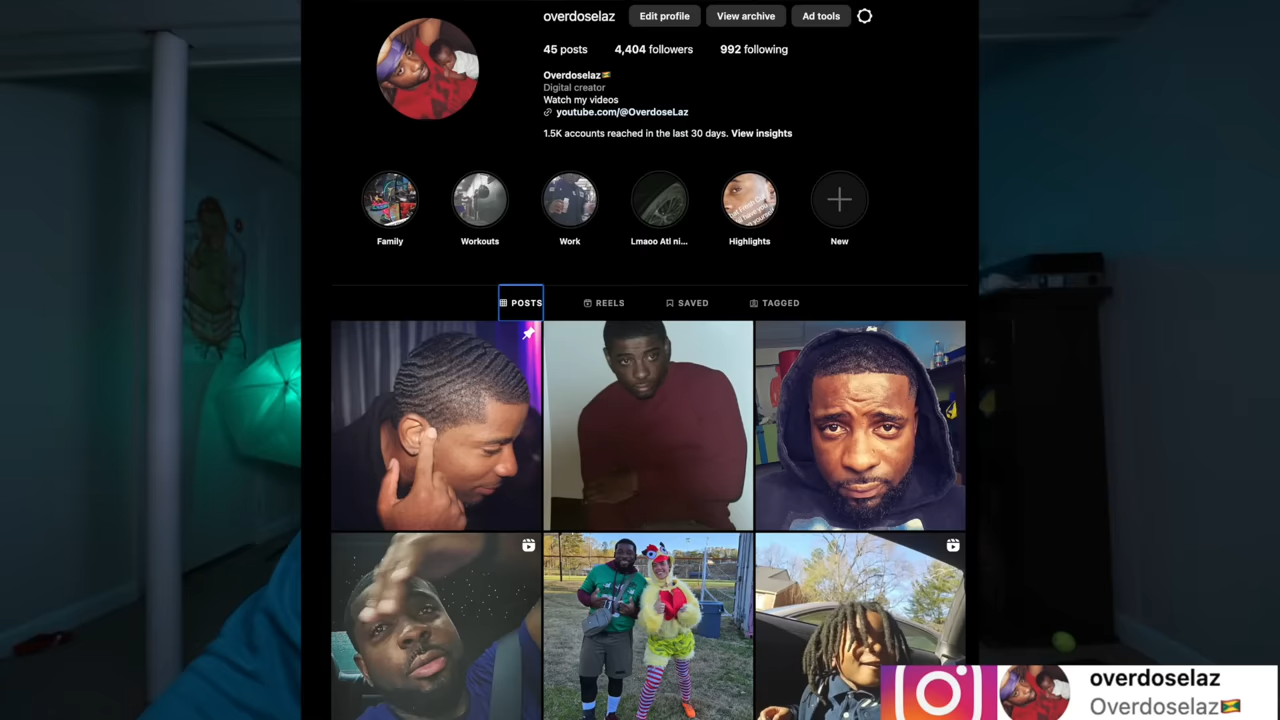 overdoselaz Edit profile View archive Ad tools
45 posts 4,404 followers 992 following
Overdoselaz
Digital creator
Watch my videos
youtube.com/@OverdoseLaz
1.5K accounts reached in the last 30 days. View insights
Family Workouts Work Lmaoo Atl ni... Highlights New
POSTS REELS SAVED TAGGED
overdoselaz
Overdoselaz